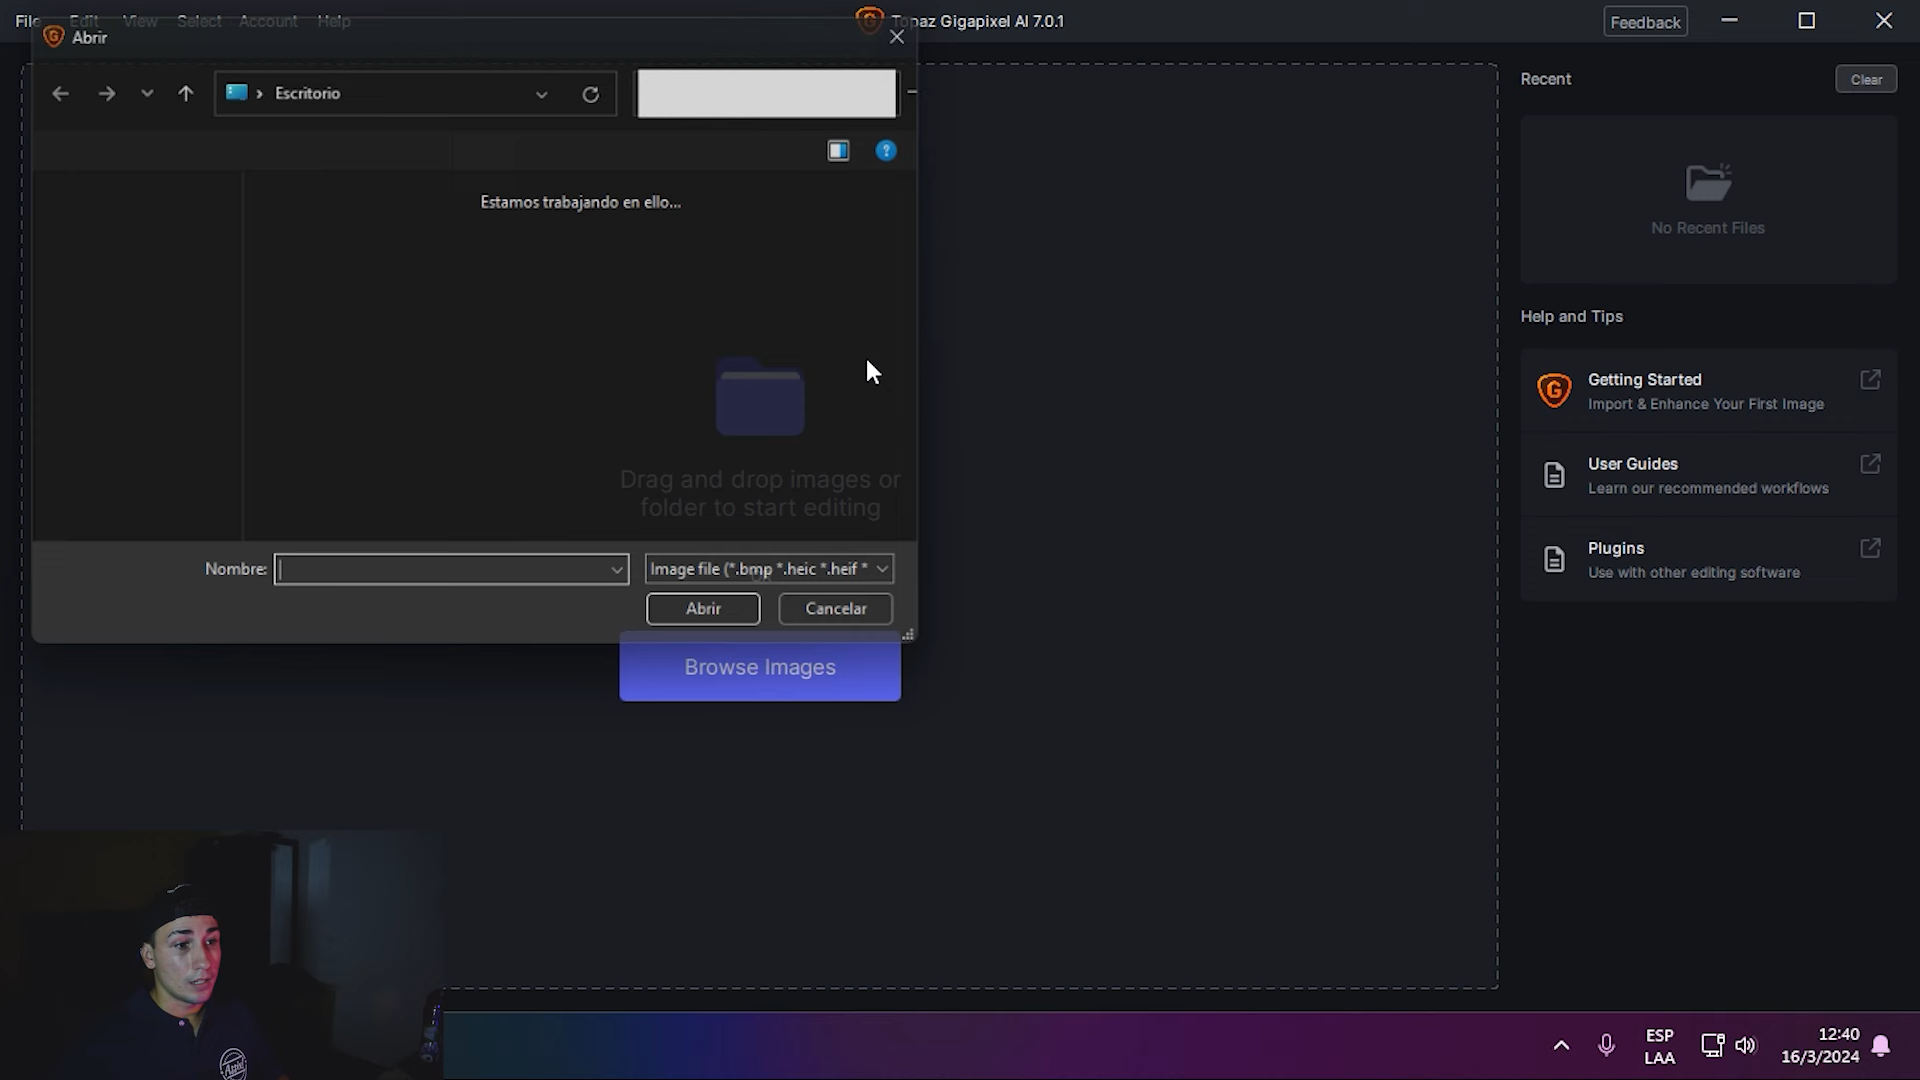 File Edit View Select Account Help
Topaz Gigapixel AI 7.0.1
Feedback
Abrir
Escritorio
Estamos trabajando en ello...
Drag and drop images or
folder to start editing
Nombre:
Image file (*.bmp *.heic *.heif *
Abrir
Cancelar
Browse Images
Recent
Clear
No Recent Files
Help and Tips
Getting Started
Import & Enhance Your First Image
User Guides
Learn our recommended workflows
Plugins
Use with other editing software
ESP
LAA
12:40
16/3/2024